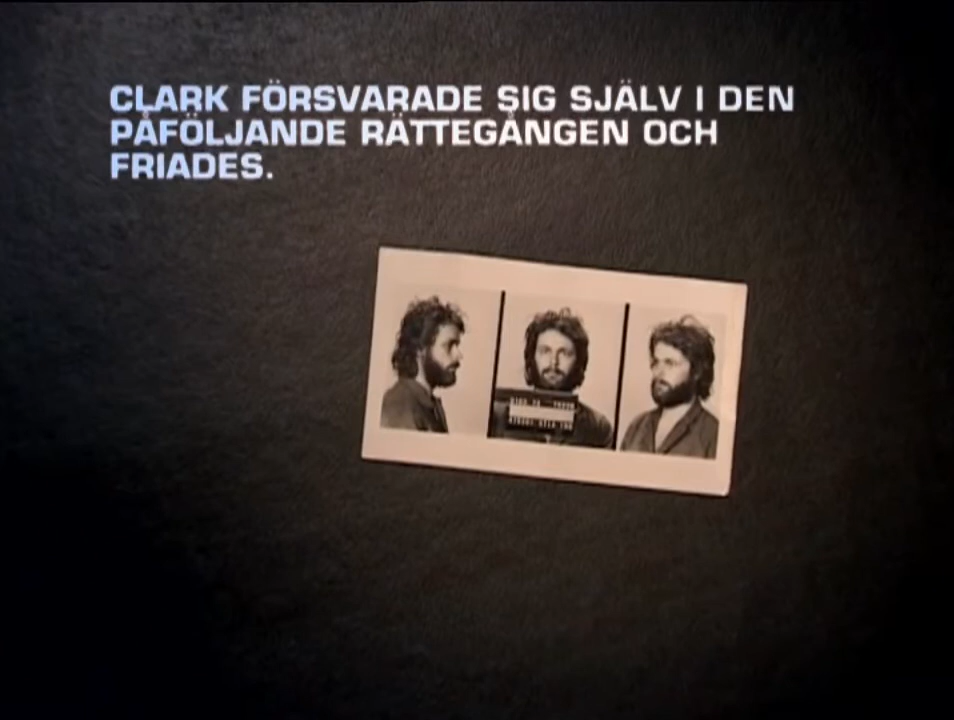 CLARK FÖRSVARADE SIG SJÄLV I DEN
PÅFÖLJANDE RÄTTEGÅNGEN OCH
FRIADES.